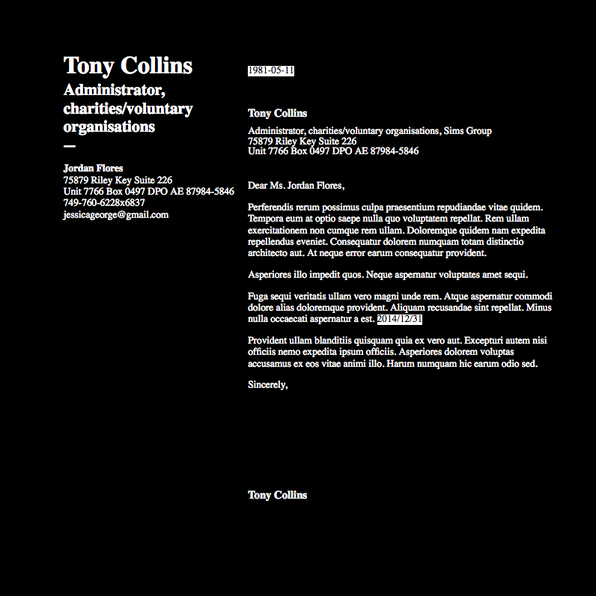 Tony Collins
Administrator,
charities/voluntary
organisations
Jordan Flores
75879 Riley Key Suite 226
Unit 7766 Box 0497 DPO AE 87984-5846
749-760-6228x6837
jessicageorge@gmail.com
1981-05-11
Tony Collins
Administrator, charities/voluntary organisations, Sims Group
75879 Riley Key Suite 226
Unit 7766 Box 0497 DPO AE 87984-5846
Dear Ms. Jordan Flores,
Perferendis rerum possimus culpa praesentium repudiandae vitae quidem.
Tempora eum at optio saepe nulla quo voluptatem repellat. Rem ullam
exercitationem non cumque rem ullam. Doloremque quidem nam expedita
repellendus eveniet. Consequatur dolorem numquam totam distinctio
architecto aut. At neque error earum consequatur provident.
Asperiores illo impedit quos. Neque aspernatur voluptates amet sequi.
Fuga sequi veritatis ullam vero magni unde rem. Atque aspernatur commodi
dolore alias doloremque provident. Aliquam recusandae sint repellat. Minus
nulla occaecati aspernatur a est. 2014/12/31
Provident ullam blanditiis quisquam quia ex vero aut. Excepturi autem nisi
officiis nemo expedita ipsum officiis. Asperiores dolorem voluptas
accusamus ex eos vitae animi illo. Harum numquam hic earum odio sed.
Sincerely,
Tony Collins